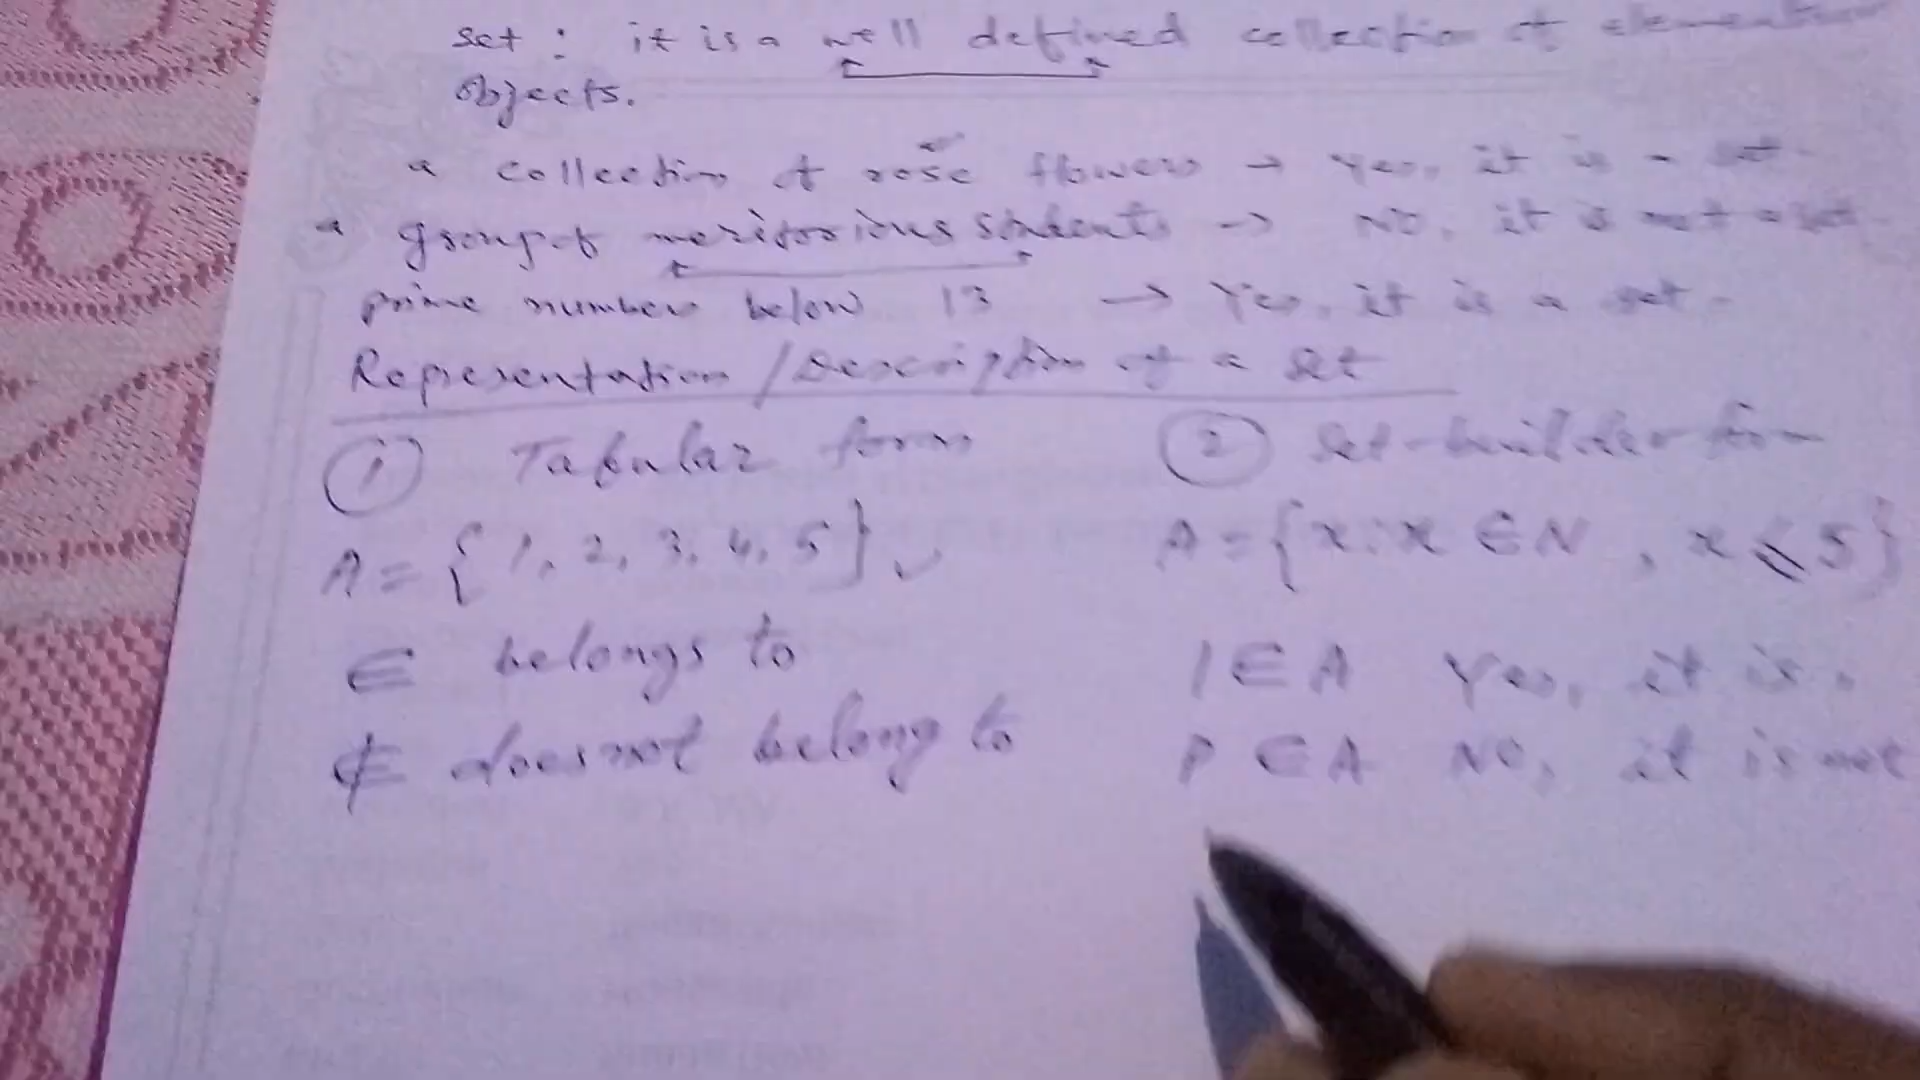 set : it is a well defined collection of elements or
objects.
a collection of rose flowers → Yes, it is a set.
a group of meritorious students → No, it is not a set.
prime numbers below 13 → Yes, it is a set.
Representation / Description of a set
① Tabular form ② Set-builder form
A = { 1, 2, 3, 4, 5 } ✓ A = { x : x ∈ N , x ≤ 5 }
∈ belongs to 1 ∈ A Yes, it is.
∉ does not belong to P ∈ A No, it is not